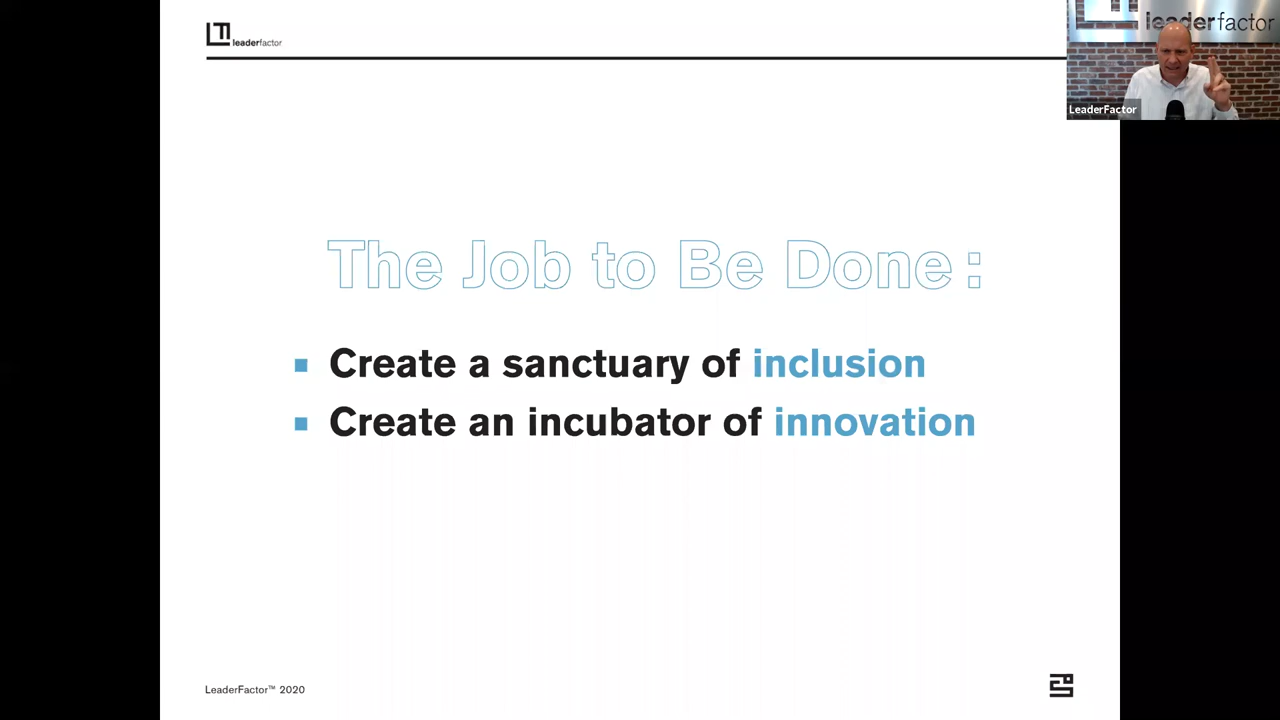 leaderfactor
leaderfactor
LeaderFactor
The Job to Be Done:
Create a sanctuary of inclusion
Create an incubator of innovation
LeaderFactor™ 2020